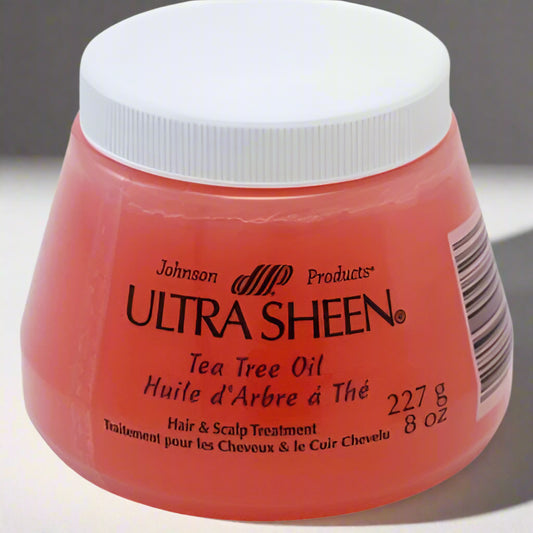 Johnson Products®
ULTRA SHEEN®
Tea Tree Oil
Huile d'Arbre á Thé
227 g
8 oz
Hair & Scalp Treatment
Traitement pour les Cheveux & le Cuir Chevelu